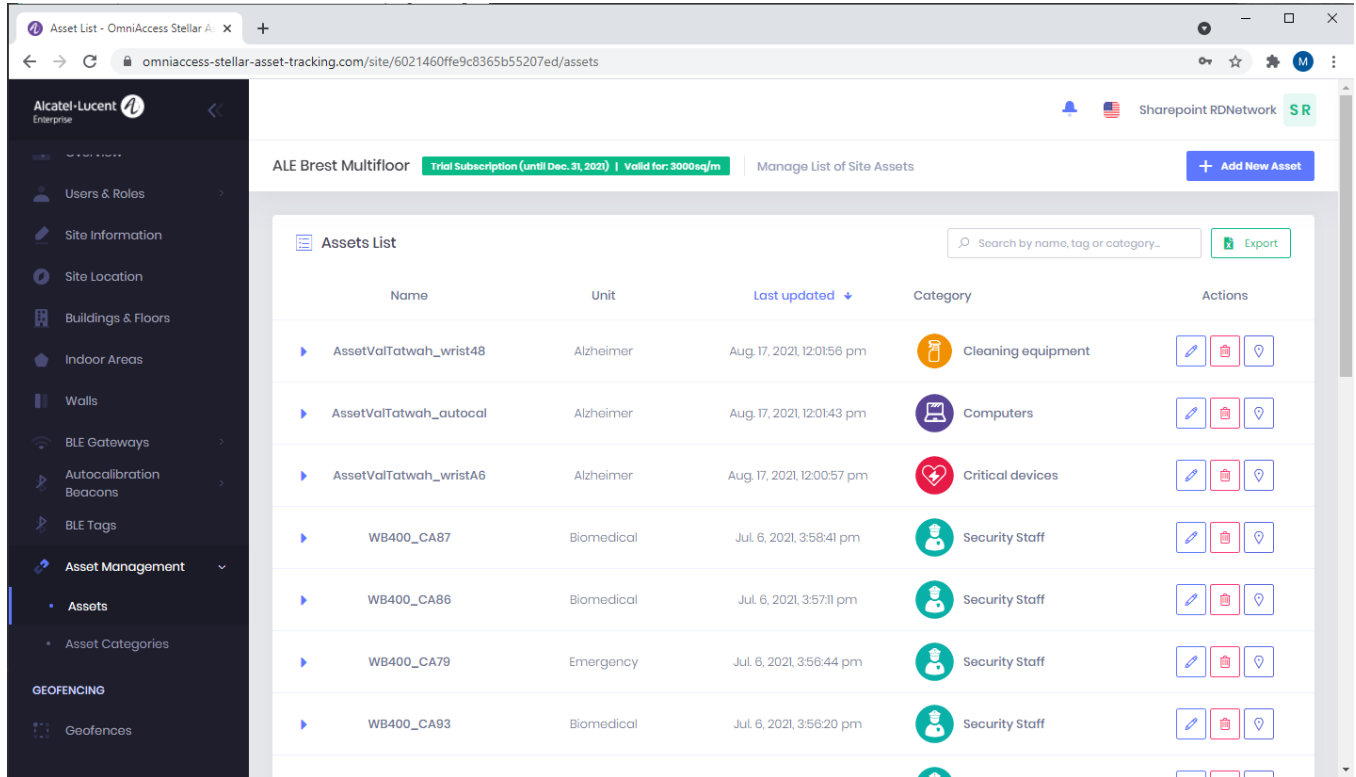 Asset List - OmniAccess Stellar A
omniaccess-stellar-asset-tracking.com/site/6021460ffe9c8365b55207ed/assets
M
Alcatel·Lucent
Enterprise
Sharepoint RDNetwork
S R
Overview
Users & Roles
Site Information
Site Location
Buildings & Floors
Indoor Areas
Walls
BLE Gateways
Autocalibration
Beacons
BLE Tags
Asset Management
Assets
Asset Categories
GEOFENCING
Geofences
ALE Brest Multifloor
Trial Subscription (until Dec. 31, 2021) | Valid for: 3000sq/m
Manage List of Site Assets
+ Add New Asset
Assets List
Search by name, tag or category...
Export
Name Unit Last updated Category Actions
AssetValTatwah_wrist48 Alzheimer Aug. 17, 2021, 12:01:56 pm Cleaning equipment
AssetValTatwah_autocal Alzheimer Aug. 17, 2021, 12:01:43 pm Computers
AssetValTatwah_wristA6 Alzheimer Aug. 17, 2021, 12:00:57 pm Critical devices
WB400_CA87 Biomedical Jul. 6, 2021, 3:58:41 pm Security Staff
WB400_CA86 Biomedical Jul. 6, 2021, 3:57:11 pm Security Staff
WB400_CA79 Emergency Jul. 6, 2021, 3:56:44 pm Security Staff
WB400_CA93 Biomedical Jul. 6, 2021, 3:56:20 pm Security Staff